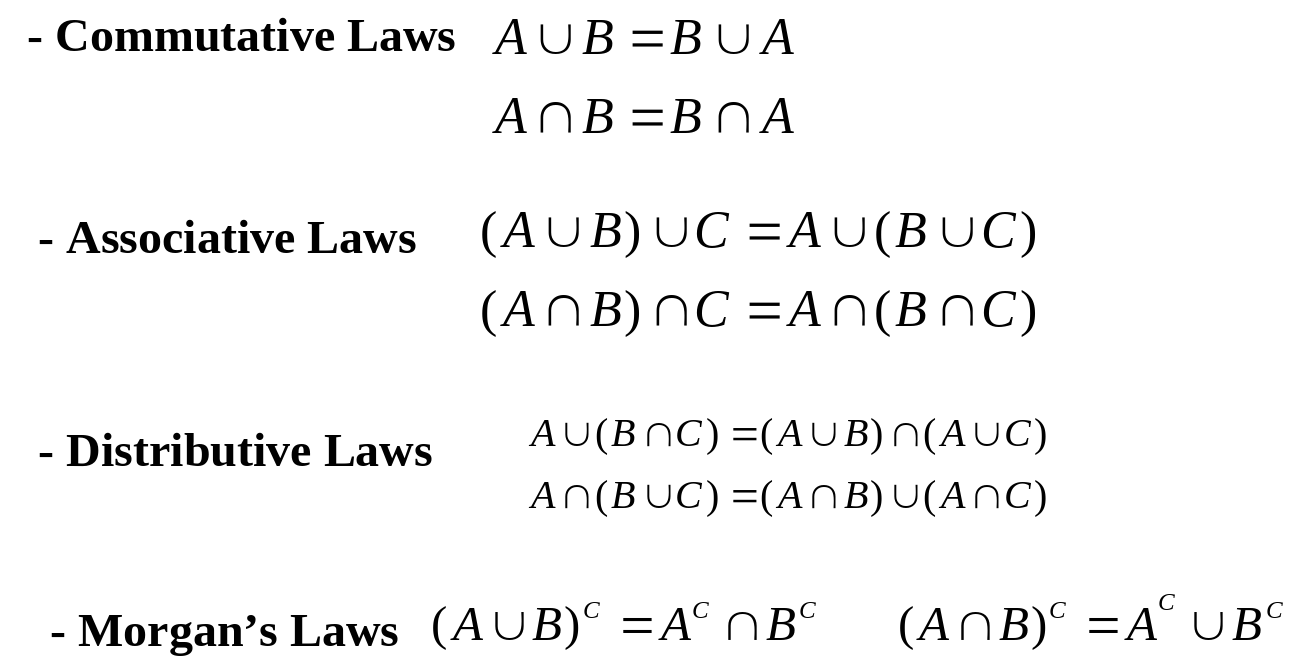 - Commutative Laws A ∪ B = B ∪ A
A ∩ B = B ∩ A
- Associative Laws (A ∪ B) ∪ C = A ∪ (B ∪ C)
(A ∩ B) ∩ C = A ∩ (B ∩ C)
- Distributive Laws A ∪ (B ∩ C) = (A ∪ B) ∩ (A ∪ C)
A ∩ (B ∪ C) = (A ∩ B) ∪ (A ∩ C)
- Morgan’s Laws (A ∪ B)^C = A^C ∩ B^C (A ∩ B)^C = A^C ∪ B^C